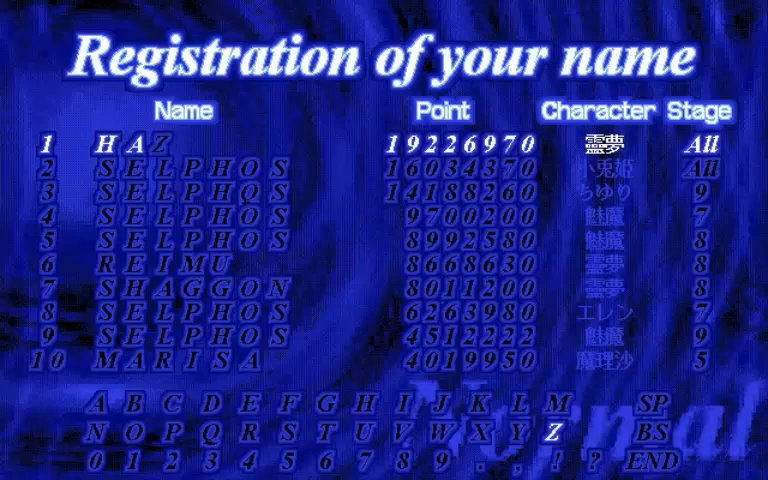 Registration of your name
Name Point Character Stage
1 HAZ 19226970 靈夢 All
2 SELPHOS 16034370 小兎姫 All
3 SELPHOS 14188260 ちゆり 9
4 SELPHOS 9700200 魅魔 7
5 SELPHOS 8992580 魅魔 8
6 REIMU 8668630 靈夢 8
7 SHAGGON 8011200 靈夢 8
8 SELPHOS 6263980 エレン 7
9 SELPHOS 4512222 魅魔 9
10 MARISA 4019950 魔理沙 5
A B C D E F G H I J K L M SP
N O P Q R S T U V W X Y Z BS
0 1 2 3 4 5 6 7 8 9 . , ! ? END
Normal